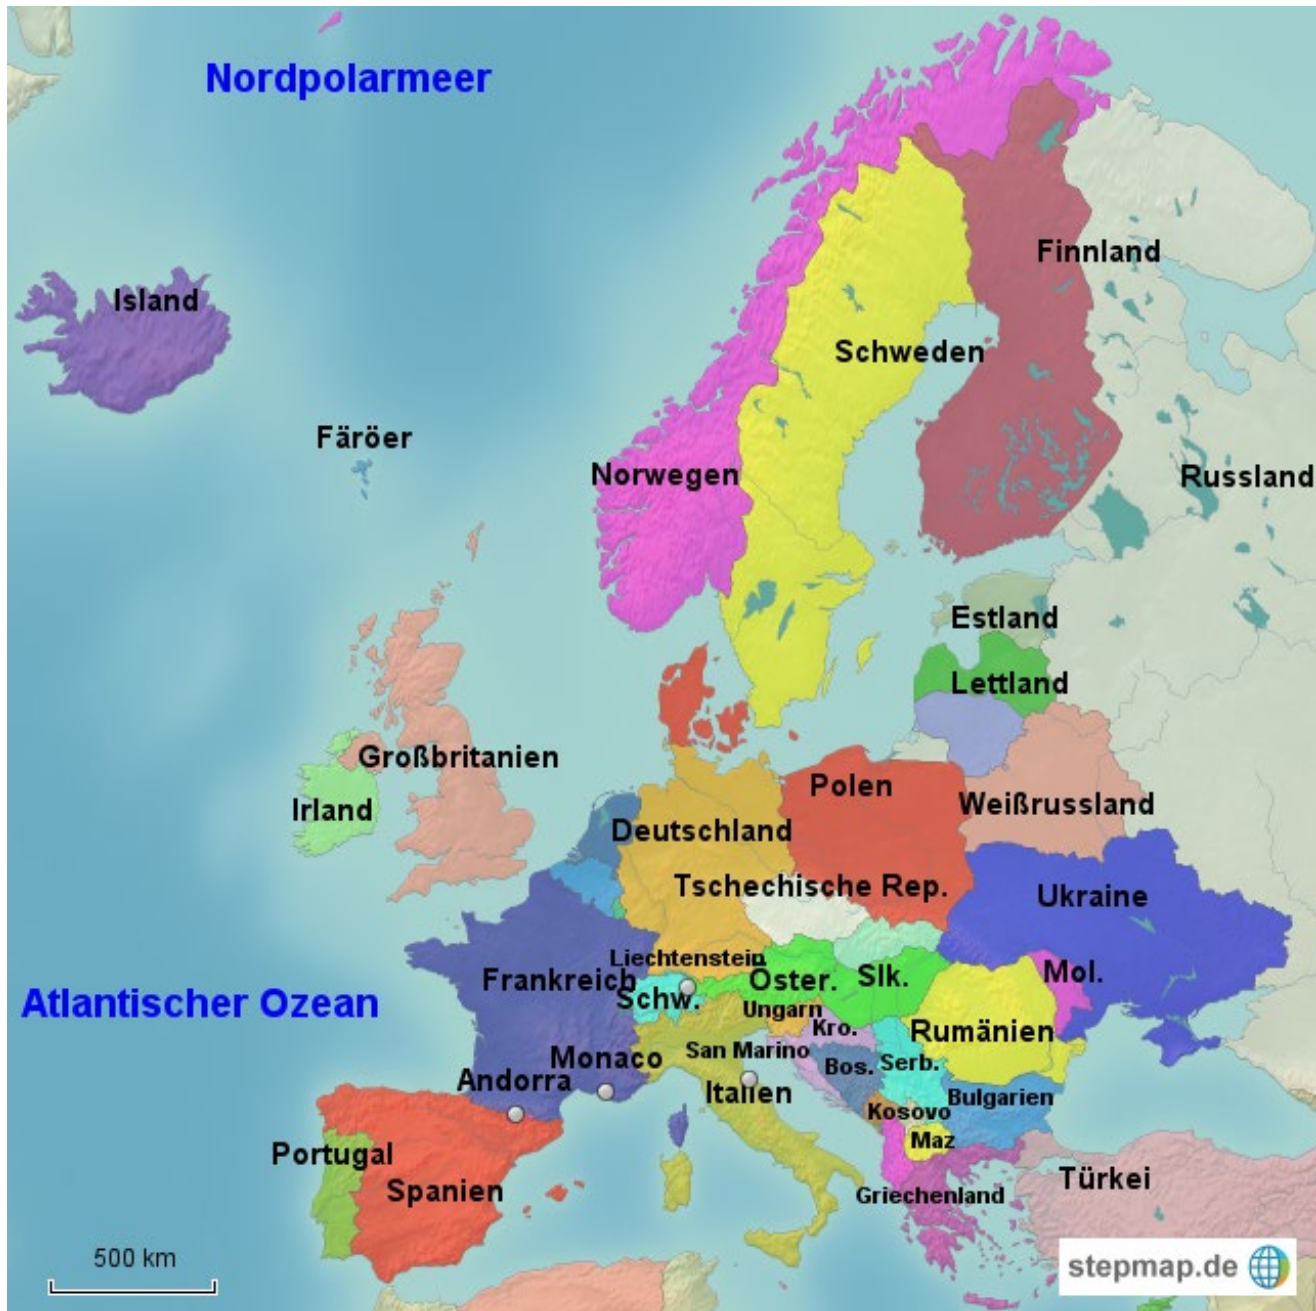 Nordpolarmeer
Finnland
Island
Schweden
Färöer
Norwegen
Russland
Estland
Lettland
Großbritanien
Polen
Irland
Weißrussland
Deutschland
Tschechische Rep.
Ukraine
Liechtenstein
Frankreich
Schw.
Öster.
Slk.
Mol.
Atlantischer Ozean
Ungarn
Kro.
Rumänien
Monaco
San Marino
Bos.
Serb.
Andorra
Italien
Kosovo
Bulgarien
Maz
Portugal
Spanien
Griechenland
Türkei
500 km
stepmap.de